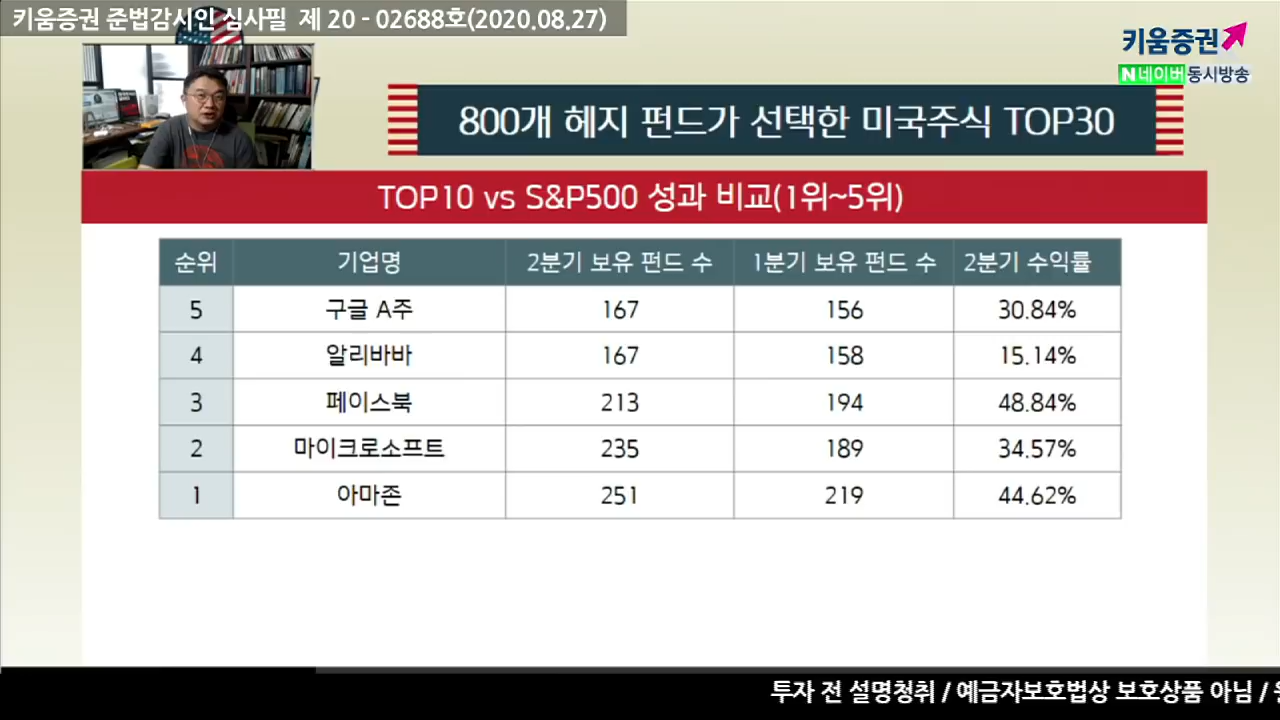 키움증권 준법감시인 심사필 제 20 - 02688호(2020.08.27)
키움증권
N 네이버 동시방송
800개 헤지 펀드가 선택한 미국주식 TOP30
TOP10 vs S&P500 성과 비교(1위~5위)
순위 기업명 2분기 보유 펀드 수 1분기 보유 펀드 수 2분기 수익률
5 구글 A주 167 156 30.84%
4 알리바바 167 158 15.14%
3 페이스북 213 194 48.84%
2 마이크로소프트 235 189 34.57%
1 아마존 251 219 44.62%
투자 전 설명청취 / 예금자보호법상 보호상품 아님 /